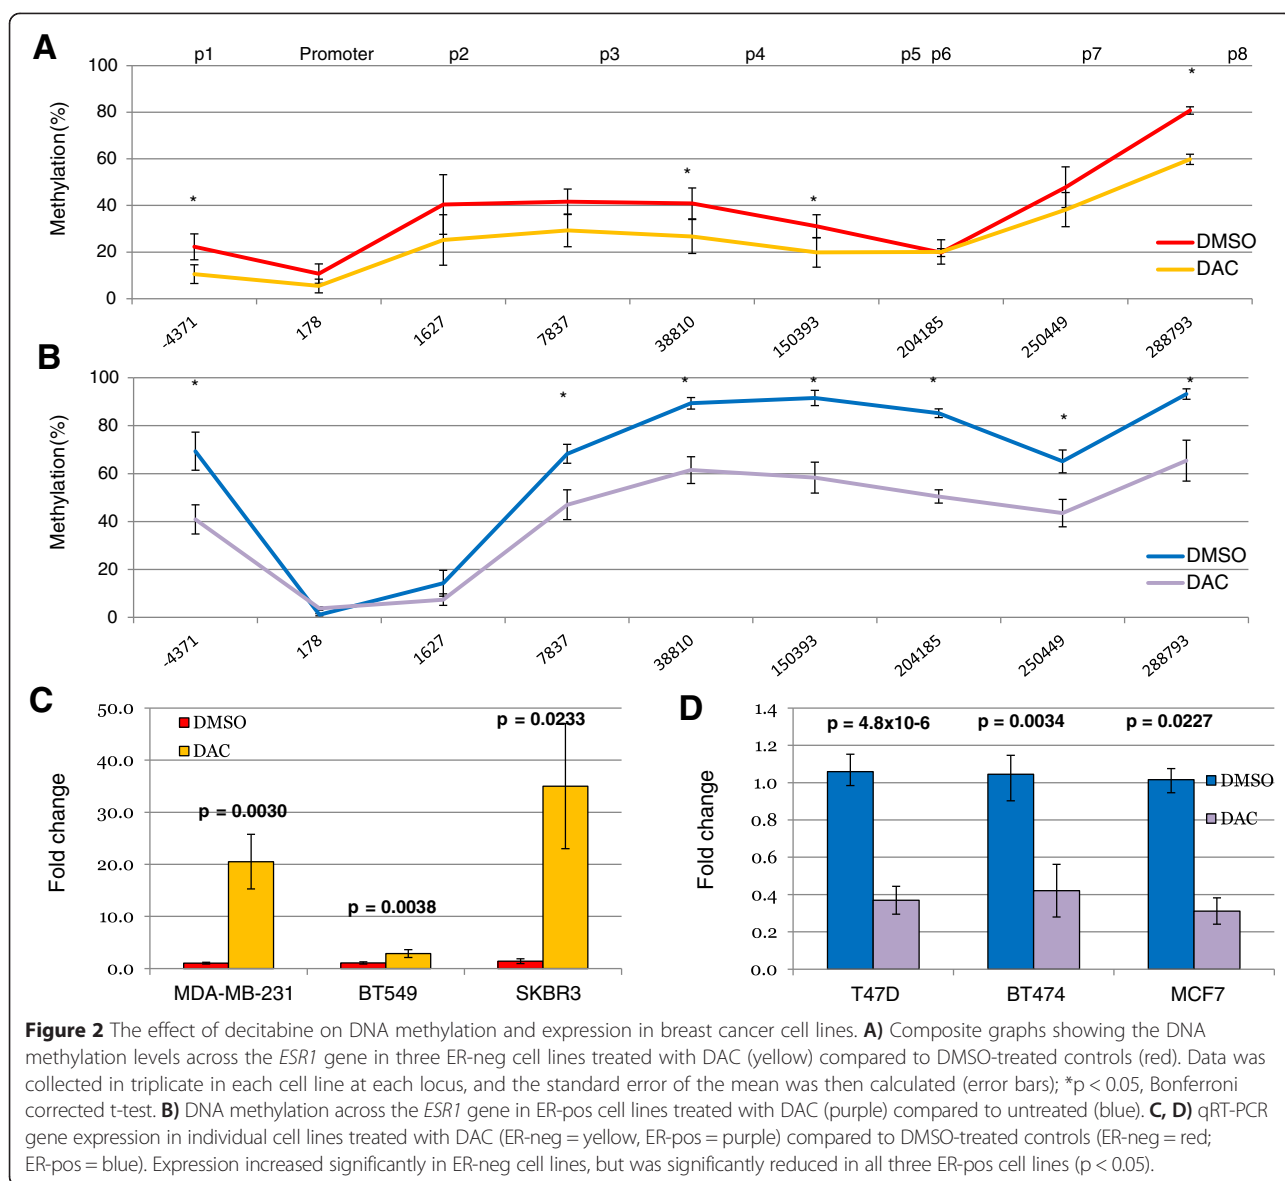 A
p1 Promoter p2 p3 p4 p5 p6 p7 p8
100
80
60
40
20
0
Methylation(%)
*
*
*
*
DMSO
DAC
-4371 178 1627 7837 38810 150393 204185 250449 288793
B
100
80
60
40
20
0
Methylation(%)
*
*
*
*
*
*
*
DMSO
DAC
-4371 178 1627 7837 38810 150393 204185 250449 288793
C
50.0
40.0
30.0
20.0
10.0
0.0
Fold change
DMSO
DAC
p = 0.0030
p = 0.0038
p = 0.0233
MDA-MB-231 BT549 SKBR3
D
1.4
1.2
1.0
0.8
0.6
0.4
0.2
0.0
Fold change
p = 4.8x10-6
p = 0.0034
p = 0.0227
DMSO
DAC
T47D BT474 MCF7
Figure 2 The effect of decitabine on DNA methylation and expression in breast cancer cell lines. A) Composite graphs showing the DNA
methylation levels across the ESR1 gene in three ER-neg cell lines treated with DAC (yellow) compared to DMSO-treated controls (red). Data was
collected in triplicate in each cell line at each locus, and the standard error of the mean was then calculated (error bars); *p < 0.05, Bonferroni
corrected t-test. B) DNA methylation across the ESR1 gene in ER-pos cell lines treated with DAC (purple) compared to untreated (blue). C, D) qRT-PCR
gene expression in individual cell lines treated with DAC (ER-neg = yellow, ER-pos = purple) compared to DMSO-treated controls (ER-neg = red;
ER-pos = blue). Expression increased significantly in ER-neg cell lines, but was significantly reduced in all three ER-pos cell lines (p < 0.05).